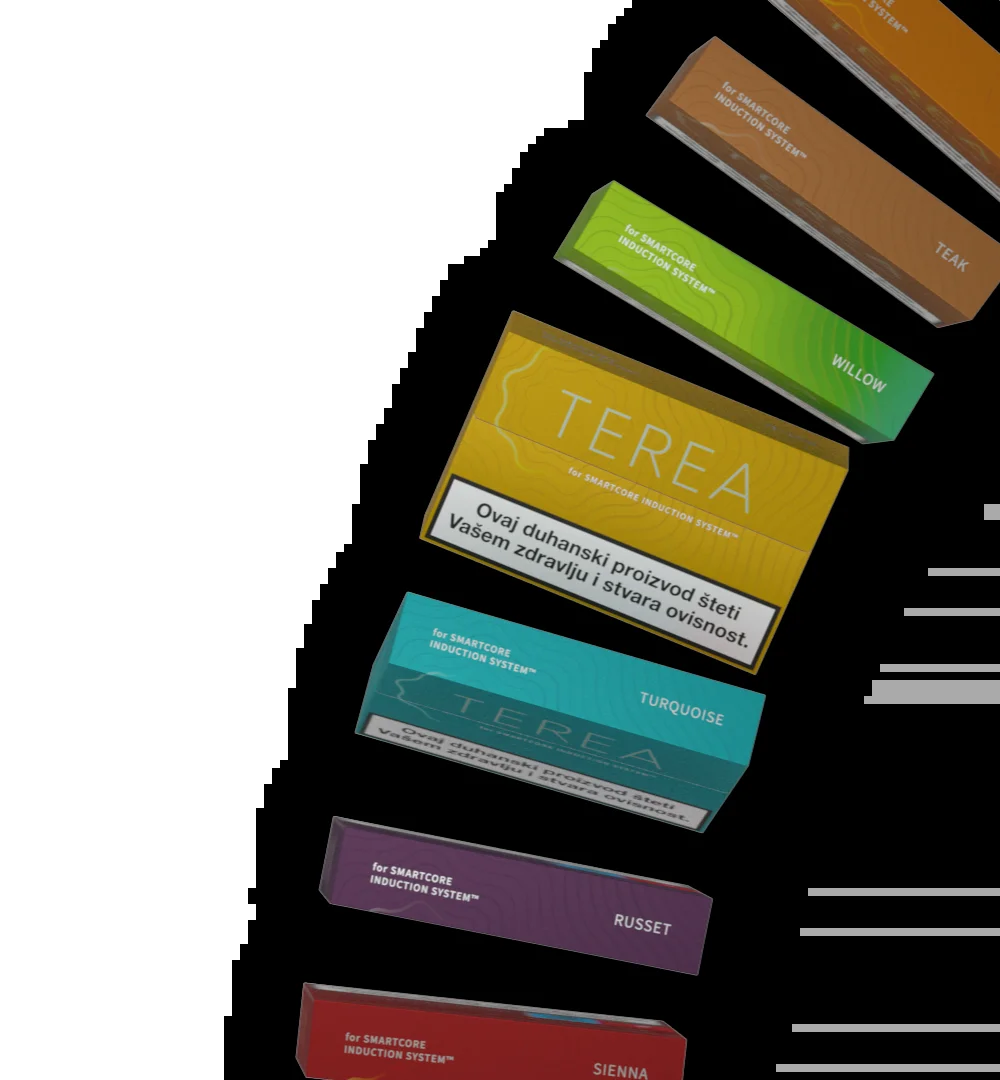 for SMARTCORE
INDUCTION SYSTEM™
TEAK
for SMARTCORE
INDUCTION SYSTEM™
WILLOW
TEREA
for SMARTCORE INDUCTION SYSTEM™
Ovaj duhanski proizvod šteti
Vašem zdravlju i stvara ovisnost.
for SMARTCORE
INDUCTION SYSTEM™
TURQUOISE
TEREA
Ovaj duhanski proizvod šteti
Vašem zdravlju i stvara ovisnost.
for SMARTCORE
INDUCTION SYSTEM™
RUSSET
for SMARTCORE
INDUCTION SYSTEM™
SIENNA